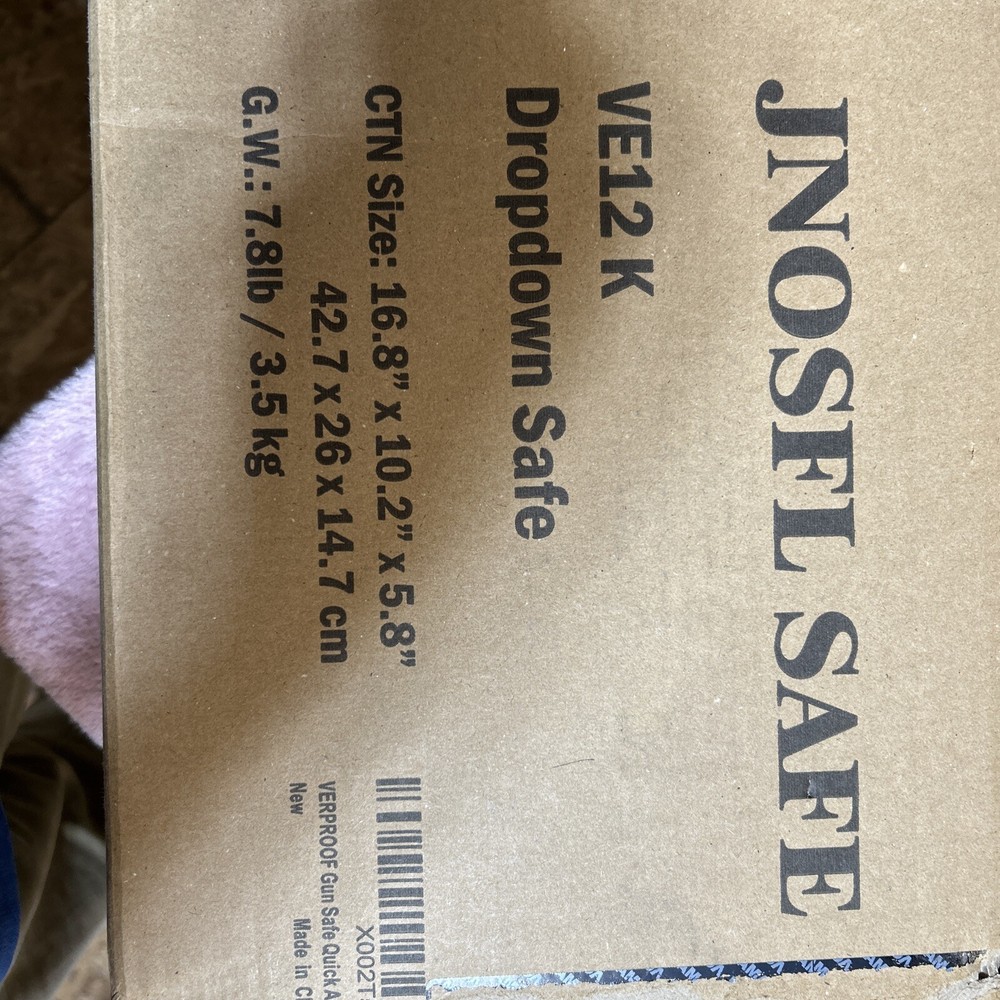 JNOSFL SAFE
VE12 K
Dropdown Safe
CTN Size: 16.8” x 10.2” x 5.8”
42.7 x 26 x 14.7 cm
G.W.: 7.8lb / 3.5 kg
X002T
VERPROOF Gun Safe Quick A
New
Made in C